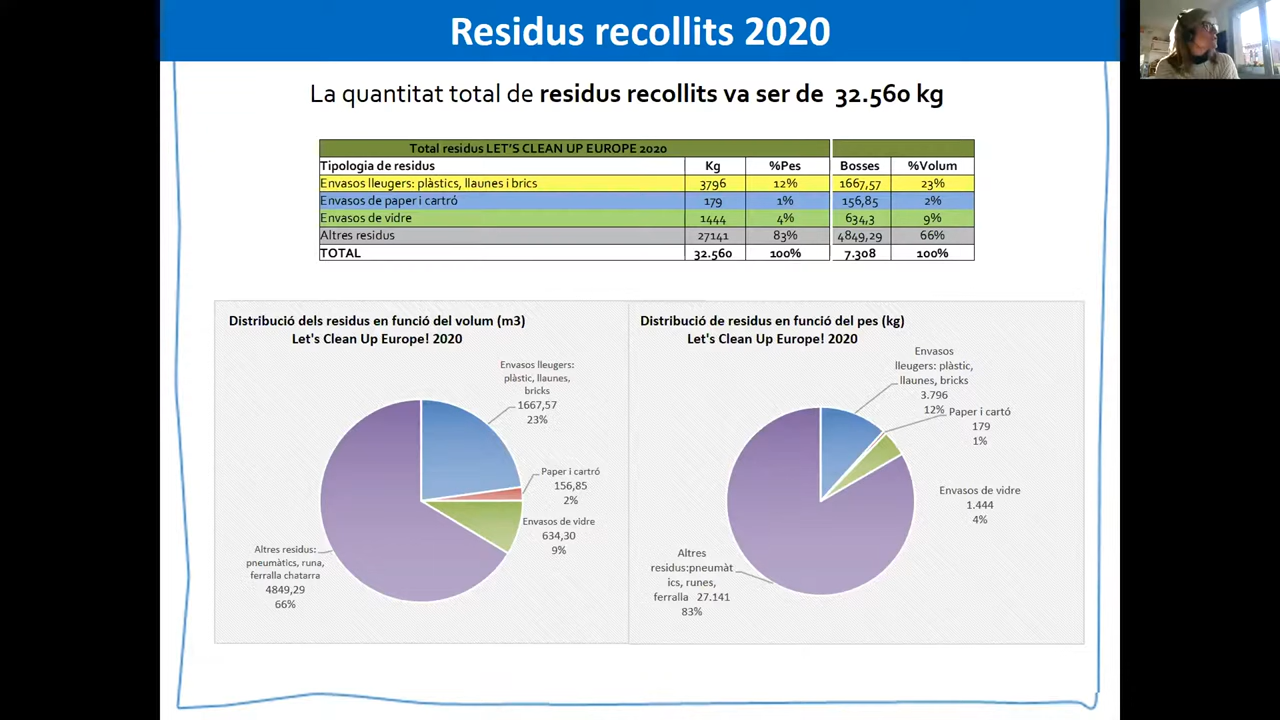 Residus recollits 2020
La quantitat total de residus recollits va ser de 32.560 kg
Total residus LET'S CLEAN UP EUROPE 2020
Tipologia de residus Kg %Pes Bosses %Volum
Envasos lleugers: plàstics, llaunes i brics 3796 12% 1667,57 23%
Envasos de paper i cartró 179 1% 156,85 2%
Envasos de vidre 1444 4% 634,3 9%
Altres residus 27141 83% 4849,29 66%
TOTAL 32.560 100% 7.308 100%
Distribució dels residus en funció del volum (m3)
Let's Clean Up Europe! 2020
Envasos lleugers:
plàstic, llaunes,
bricks
1667,57
23%
Paper i cartró
156,85
2%
Envasos de vidre
634,30
9%
Altres residus:
pneumàtics, runa,
ferralla chatarra
4849,29
66%
Distribució de residus en funció del pes (kg)
Let's Clean Up Europe! 2020
Envasos
lleugers: plàstic,
llaunes, bricks
3.796
12%
Paper i cartó
179
1%
Envasos de vidre
1.444
4%
Altres
residus:pneumàt
ics, runes,
ferralla 27.141
83%